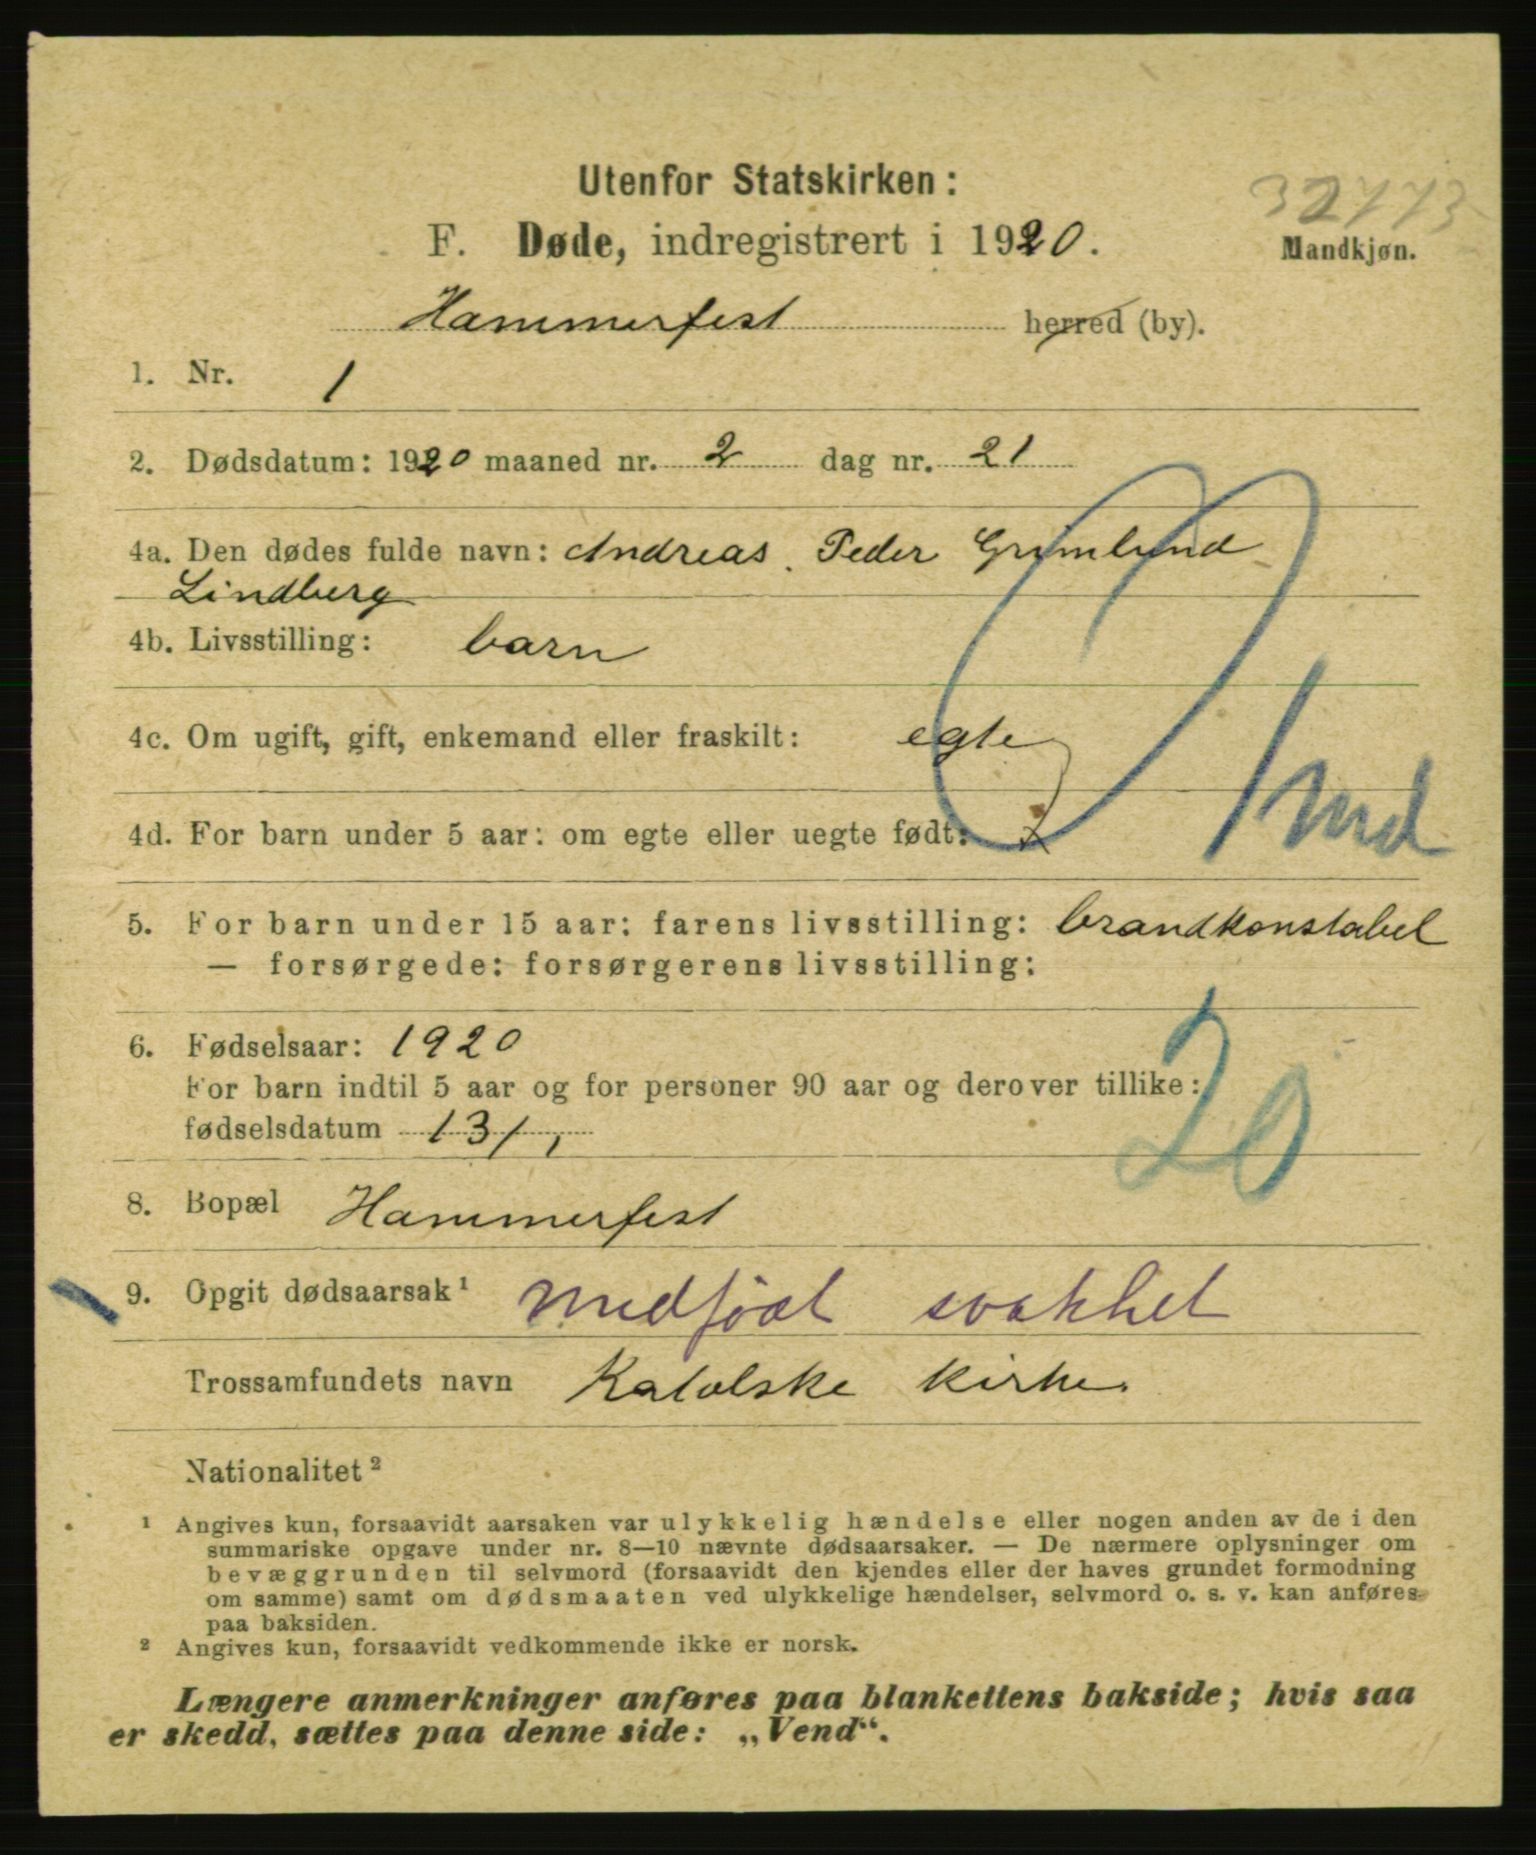 Utenfor Statskirken:
F. Døde, indregistrert i 1920.
Mandkjøn.
Hammerfest herred (by).
1. Nr. 1
2. Dødsdatum: 1920 maaned nr. 2 dag nr. 21
4a. Den dødes fulde navn: Andreas. Peder Grimlund
Lindberg
4b. Livsstilling: barn
4c. Om ugift, gift, enkemand eller fraskilt: egte
4d. For barn under 5 aar: om egte eller uegte født:
1 md
5. For barn under 15 aar: farens livsstilling: brandkonstabel
— forsørgede: forsørgerens livsstilling:
6. Fødselsaar: 1920
For barn indtil 5 aar og for personer 90 aar og derover tillike:
fødselsdatum 13/1
20
8. Bopæl Hammerfest
9. Opgit dødsaarsak¹ medfödt svakhet
Trossamfundets navn Katolske kirke.
Nationalitet²
¹ Angives kun, forsaavidt aarsaken var ulykkelig hændelse eller nogen anden av de i den
summariske opgave under nr. 8—10 nævnte dødsaarsaker. — De nærmere oplysninger om
bevæggrunden til selvmord (forsaavidt den kjendes eller der haves grundet formodning
om samme) samt om dødsmaaten ved ulykkelige hændelser, selvmord o. s. v. kan anføres
paa baksiden.
² Angives kun, forsaavidt vedkommende ikke er norsk.
Længere anmerkninger anføres paa blankettens bakside; hvis saa
er skedd, sættes paa denne side: „Vend“.